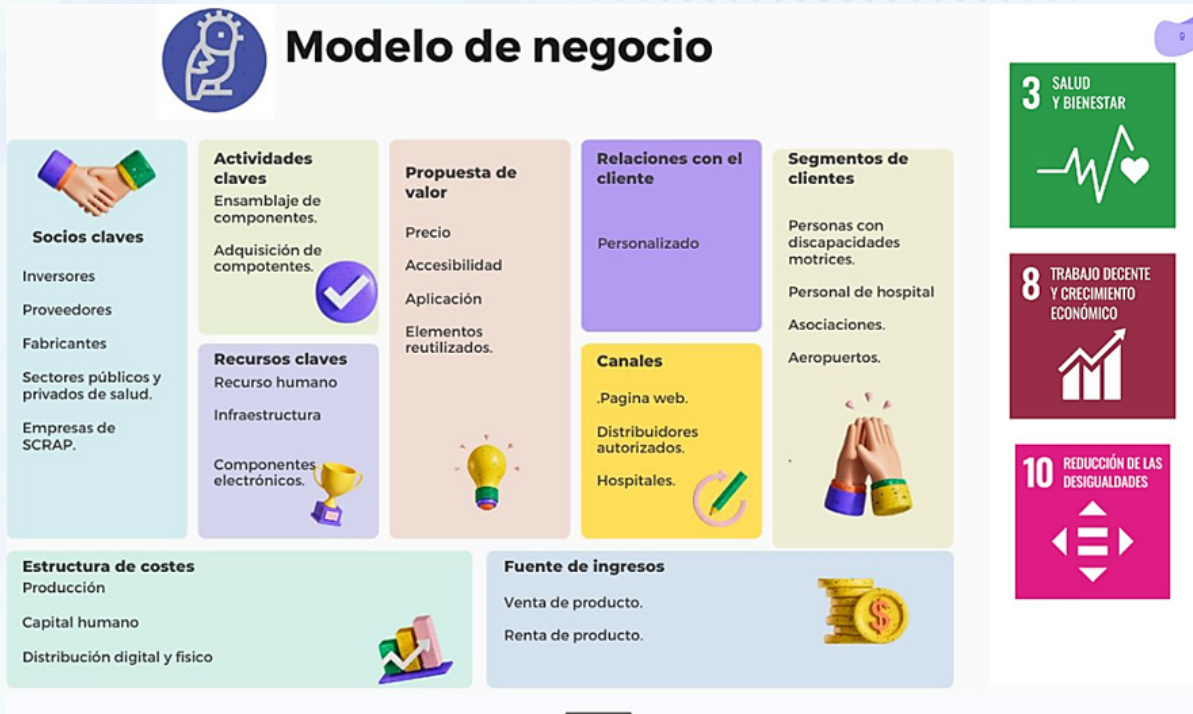 Modelo de negocio
9
Socios claves
Inversores
Proveedores
Fabricantes
Sectores públicos y
privados de salud.
Empresas de
SCRAP.
Actividades
claves
Ensamblaje de
componentes.
Adquisición de
compotentes.
Recursos claves
Recurso humano
Infraestructura
Componentes
electrónicos.
Propuesta de
valor
Precio
Accesibilidad
Aplicación
Elementos
reutilizados.
Relaciones con el
cliente
Personalizado
Canales
.Pagina web.
Distribuidores
autorizados.
Hospitales.
Segmentos de
clientes
Personas con
discapacidades
motrices.
Personal de hospital
Asociaciones.
Aeropuertos.
.
Estructura de costes
Producción
Capital humano
Distribución digital y fisico
Fuente de ingresos
Venta de producto.
Renta de producto.
$
3 SALUD
Y BIENESTAR
8 TRABAJO DECENTE
Y CRECIMIENTO
ECONÓMICO
10 REDUCCIÓN DE LAS
DESIGUALDADES